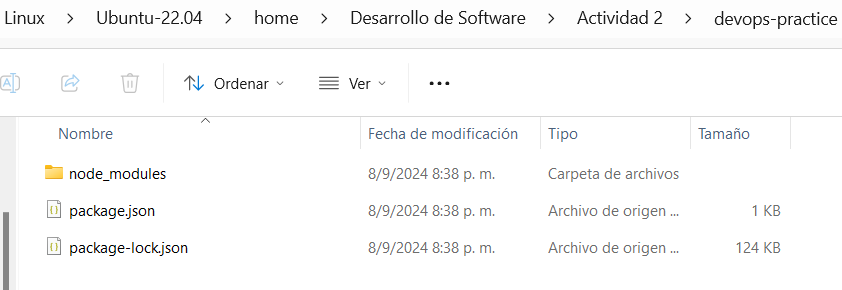 Linux > Ubuntu-22.04 > home > Desarrollo de Software > Actividad 2 > devops-practice
Ordenar Ver ...
Nombre Fecha de modificación Tipo Tamaño
node_modules 8/9/2024 8:38 p. m. Carpeta de archivos
package.json 8/9/2024 8:38 p. m. Archivo de origen ... 1 KB
package-lock.json 8/9/2024 8:38 p. m. Archivo de origen ... 124 KB